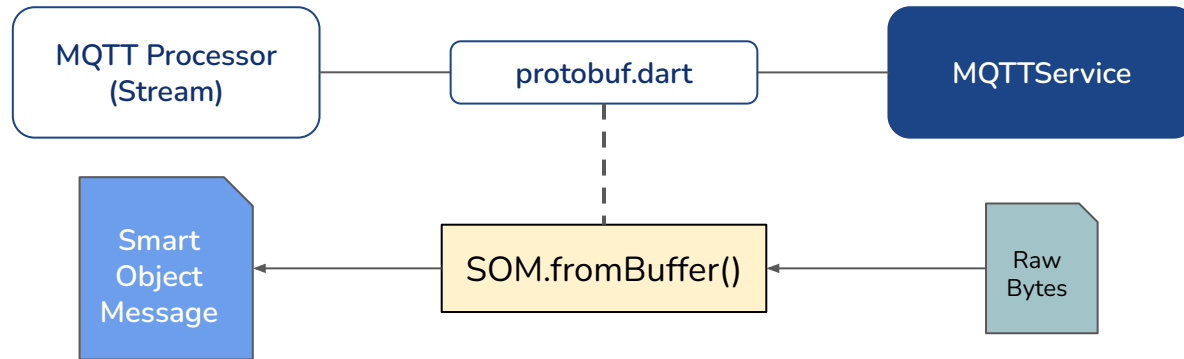 MQTT Processor
(Stream)
protobuf.dart
MQTTService
Smart
Object
Message
SOM.fromBuffer()
Raw
Bytes